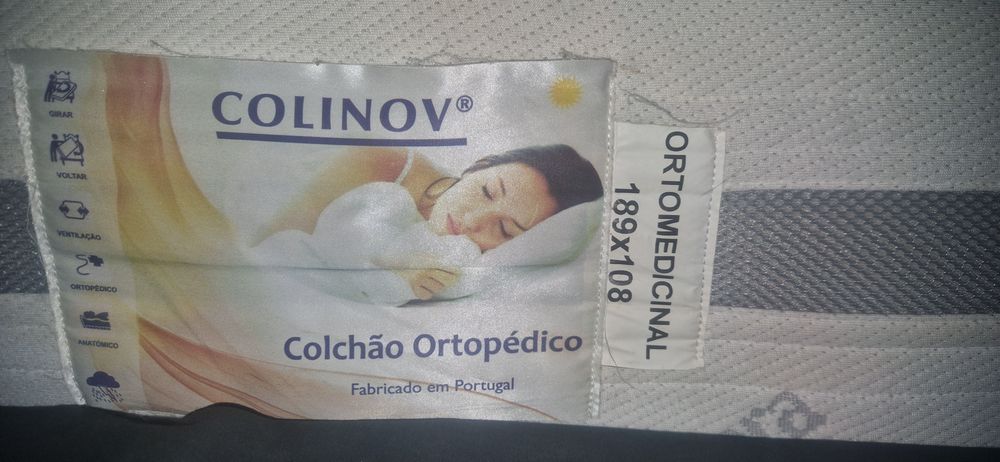 GIRAR
VOLTAR
VENTILAÇÃO
ORTOPÉDICO
ANATÓMICO
COLINOV®
Colchão Ortopédico
Fabricado em Portugal
ORTOMEDICINAL
189x108